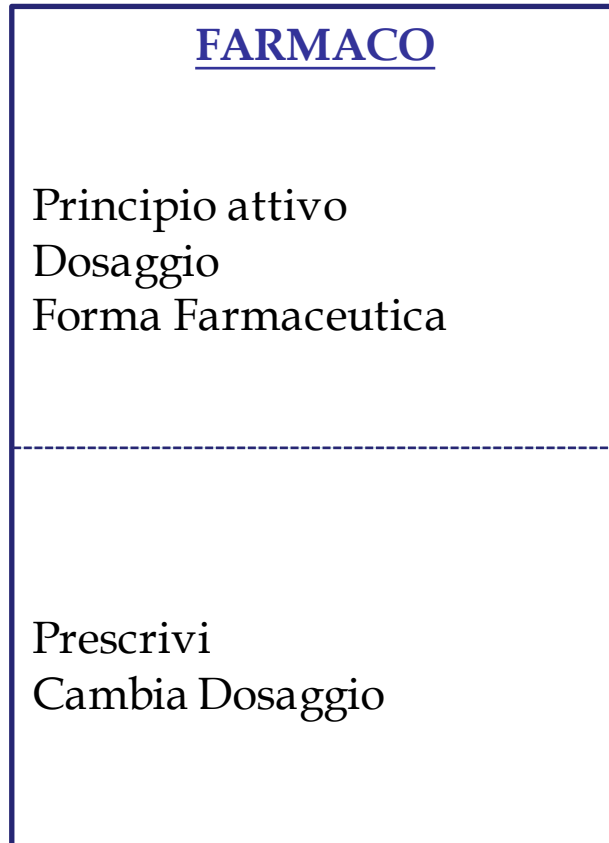 FARMACO
Principio attivo
Dosaggio
Forma Farmaceutica
Prescrivi
Cambia Dosaggio